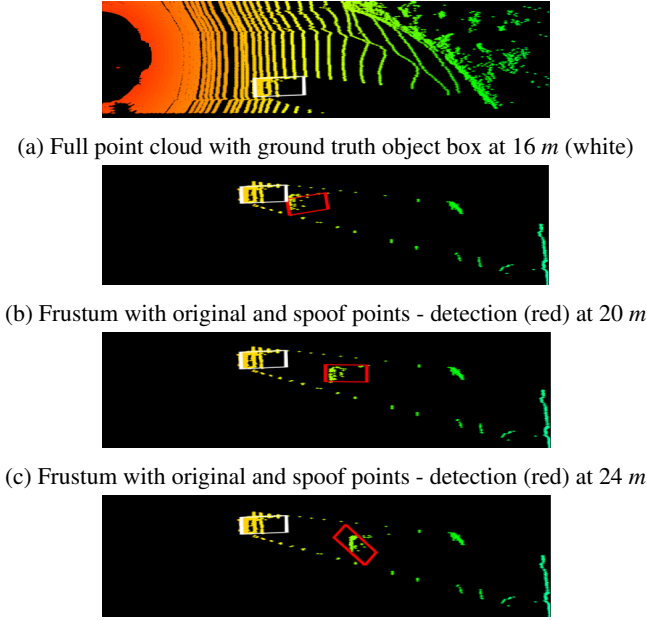 (a) Full point cloud with ground truth object box at 16 m (white)
(b) Frustum with original and spoof points - detection (red) at 20 m
(c) Frustum with original and spoof points - detection (red) at 24 m